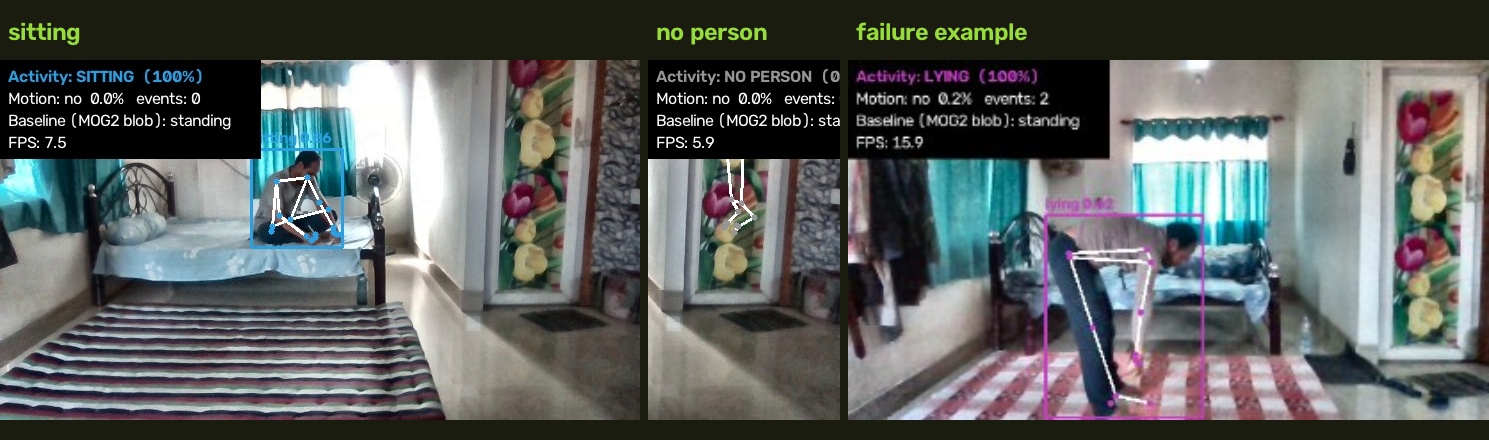 sitting
Activity: SITTING (100%)
Motion: no 0.0% events: 0
Baseline (MOG2 blob): standing
FPS: 7.5
no person
Activity: NO PERSON (0
Motion: no 0.0% events:
Baseline (MOG2 blob): sta
FPS: 5.9
failure example
Activity: LYING (100%)
Motion: no 0.2% events: 2
Baseline (MOG2 blob): standing
FPS: 15.9
lying